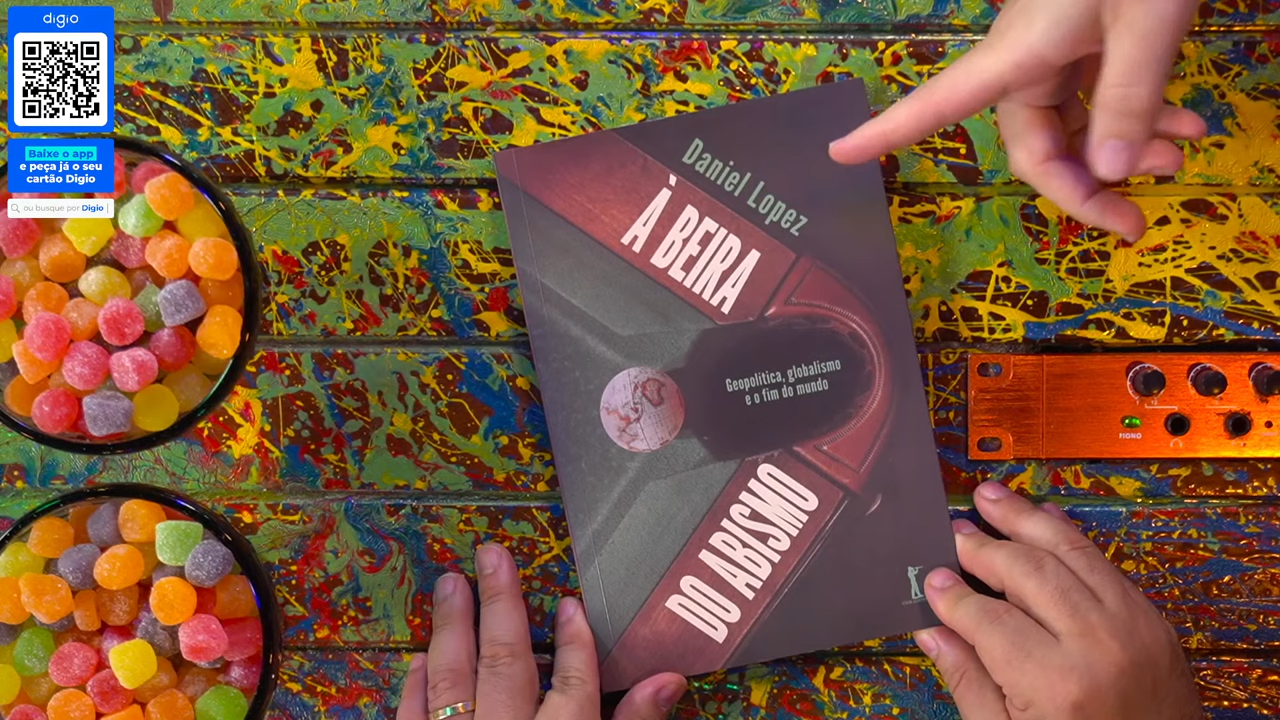 digio
Baixe o app
e peça já o seu
cartão Digio
ou busque por Digio
Daniel Lopez
À BEIRA
Geopolítica, globalismo
e o fim do mundo
DO ABISMO
FIGNO